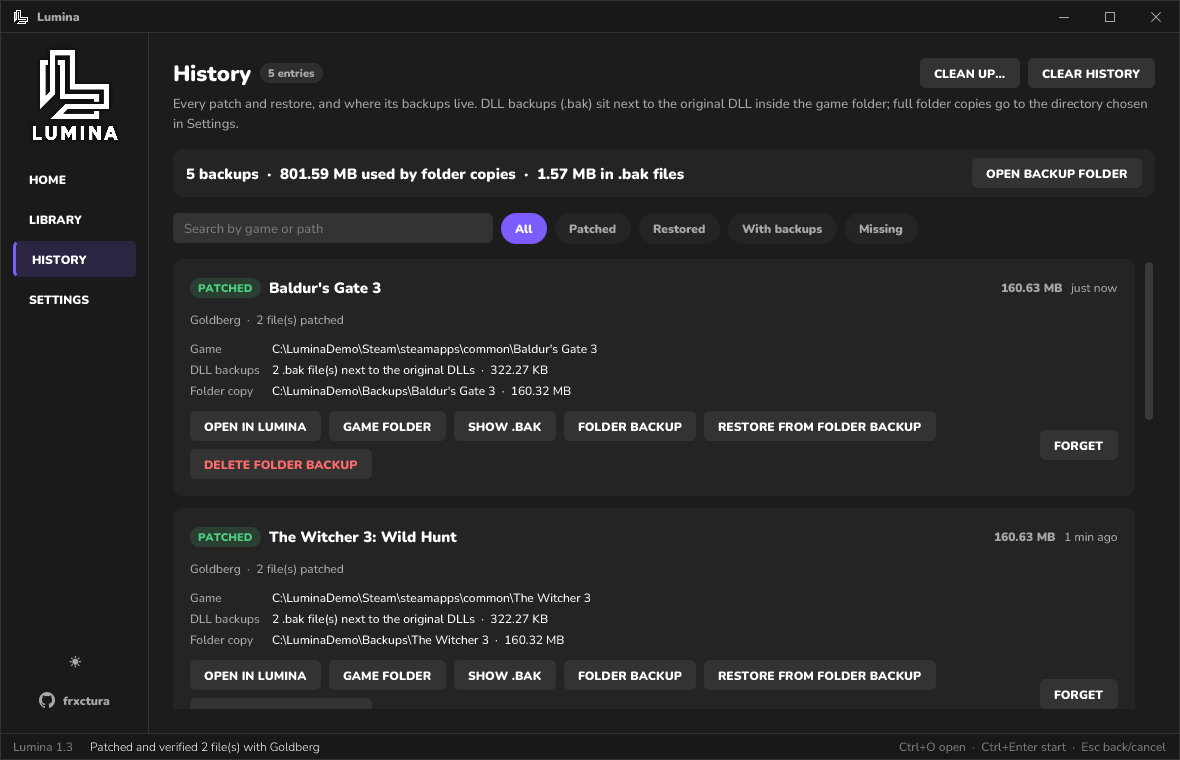 Lumina
LUMINA
HOME
LIBRARY
HISTORY
SETTINGS
frxctura
History 5 entries
CLEAN UP... CLEAR HISTORY
Every patch and restore, and where its backups live. DLL backups (.bak) sit next to the original DLL inside the game folder; full folder copies go to the directory chosen
in Settings.
5 backups · 801.59 MB used by folder copies · 1.57 MB in .bak files OPEN BACKUP FOLDER
Search by game or path All Patched Restored With backups Missing
PATCHED Baldur's Gate 3 160.63 MB just now
Goldberg · 2 file(s) patched
Game C:\LuminaDemo\Steam\steamapps\common\Baldur's Gate 3
DLL backups 2 .bak file(s) next to the original DLLs · 322.27 KB
Folder copy C:\LuminaDemo\Backups\Baldur's Gate 3 · 160.32 MB
OPEN IN LUMINA GAME FOLDER SHOW .BAK FOLDER BACKUP RESTORE FROM FOLDER BACKUP
FORGET
DELETE FOLDER BACKUP
PATCHED The Witcher 3: Wild Hunt 160.63 MB 1 min ago
Goldberg · 2 file(s) patched
Game C:\LuminaDemo\Steam\steamapps\common\The Witcher 3
DLL backups 2 .bak file(s) next to the original DLLs · 322.27 KB
Folder copy C:\LuminaDemo\Backups\The Witcher 3 · 160.32 MB
OPEN IN LUMINA GAME FOLDER SHOW .BAK FOLDER BACKUP RESTORE FROM FOLDER BACKUP
FORGET
Lumina 1.3 Patched and verified 2 file(s) with Goldberg Ctrl+O open · Ctrl+Enter start · Esc back/cancel